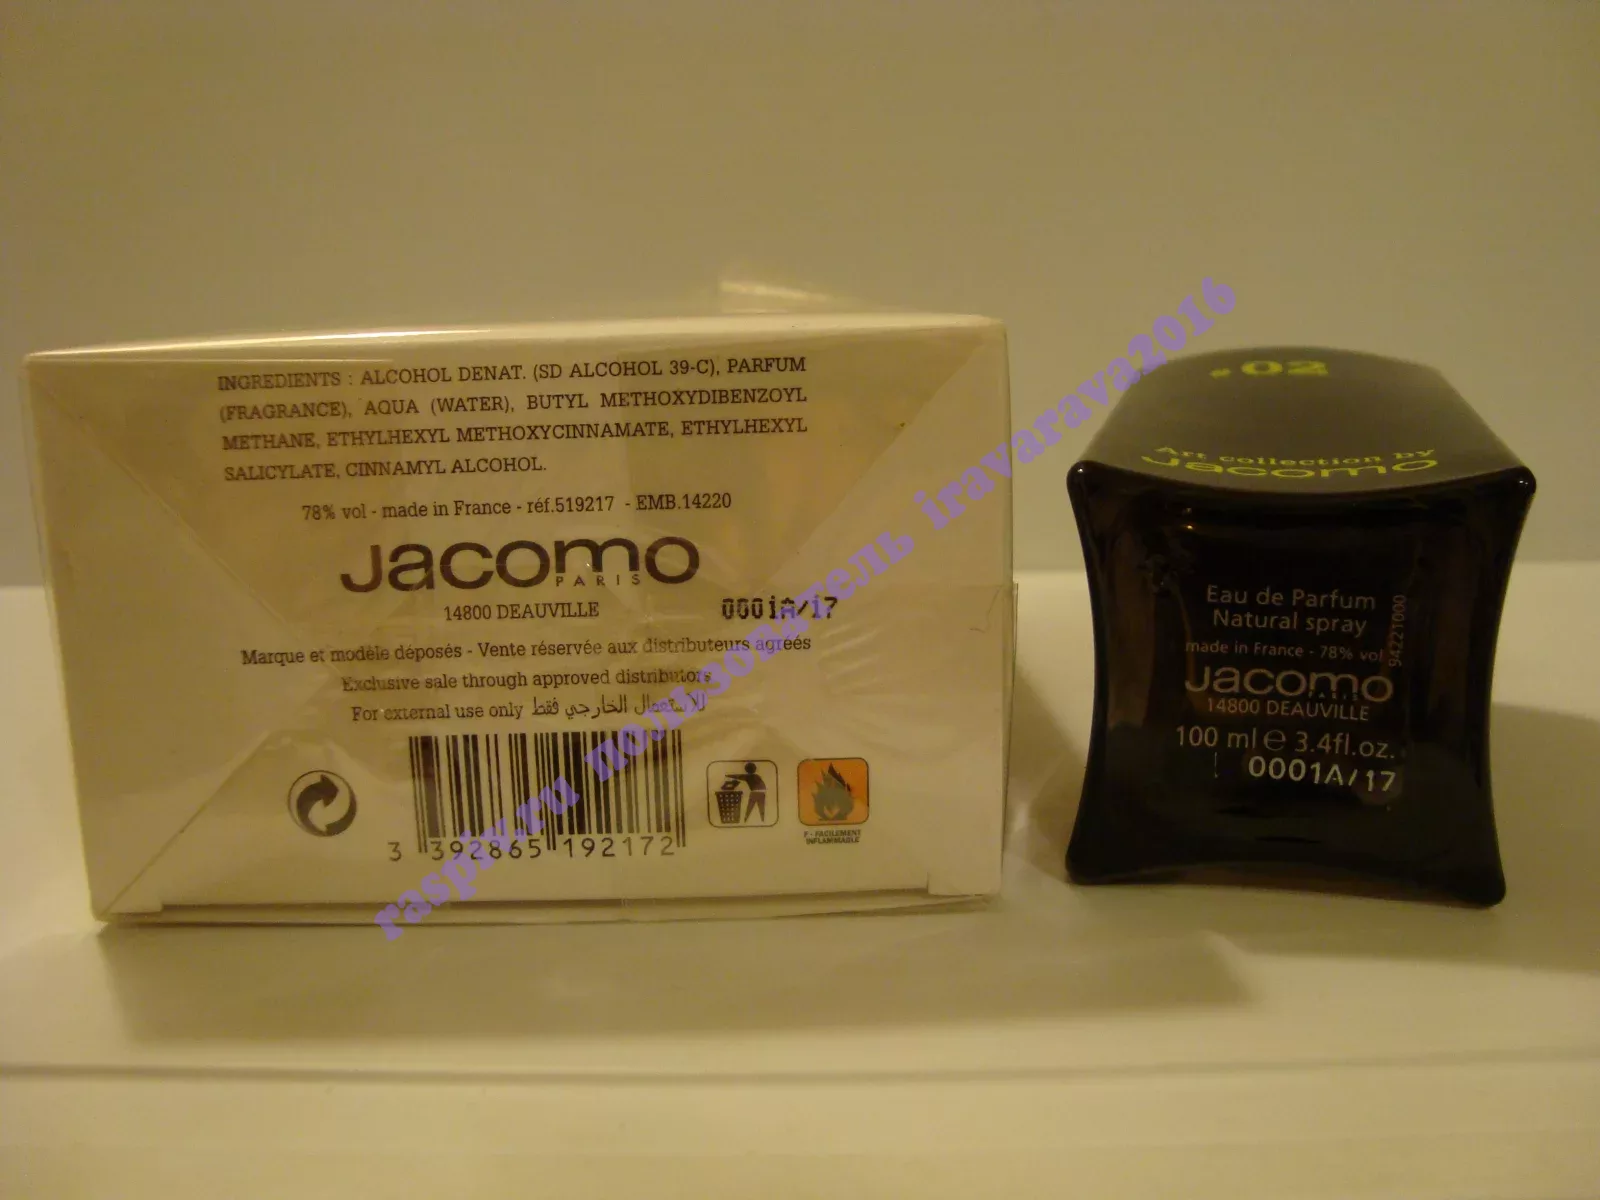 INGREDIENTS : ALCOHOL DENAT. (SD ALCOHOL 39-C), PARFUM
(FRAGRANCE), AQUA (WATER), BUTYL METHOXYDIBENZOYL
METHANE, ETHYLHEXYL METHOXYCINNAMATE, ETHYLHEXYL
SALICYLATE, CINNAMYL ALCOHOL.
78% vol - made in France - réf.519217 - EMB.14220
Jacomo
PARIS
14800 DEAUVILLE
0001A/17
Marque et modèle déposés - Vente réservée aux distributeurs agréés
Exclusive sale through approved distributors
For external use only للاستعمال الخارجي فقط
3 392865 192172
F - FACILEMENT
INFLAMMABLE
#02
Art collection by
Jacomo
Eau de Parfum
Natural spray
made in France - 78% vol
94221000
Jacomo
PARIS
14800 DEAUVILLE
100 ml e 3.4fl.oz.
0001A/17
raspiv.ru пользователь iravarava2016